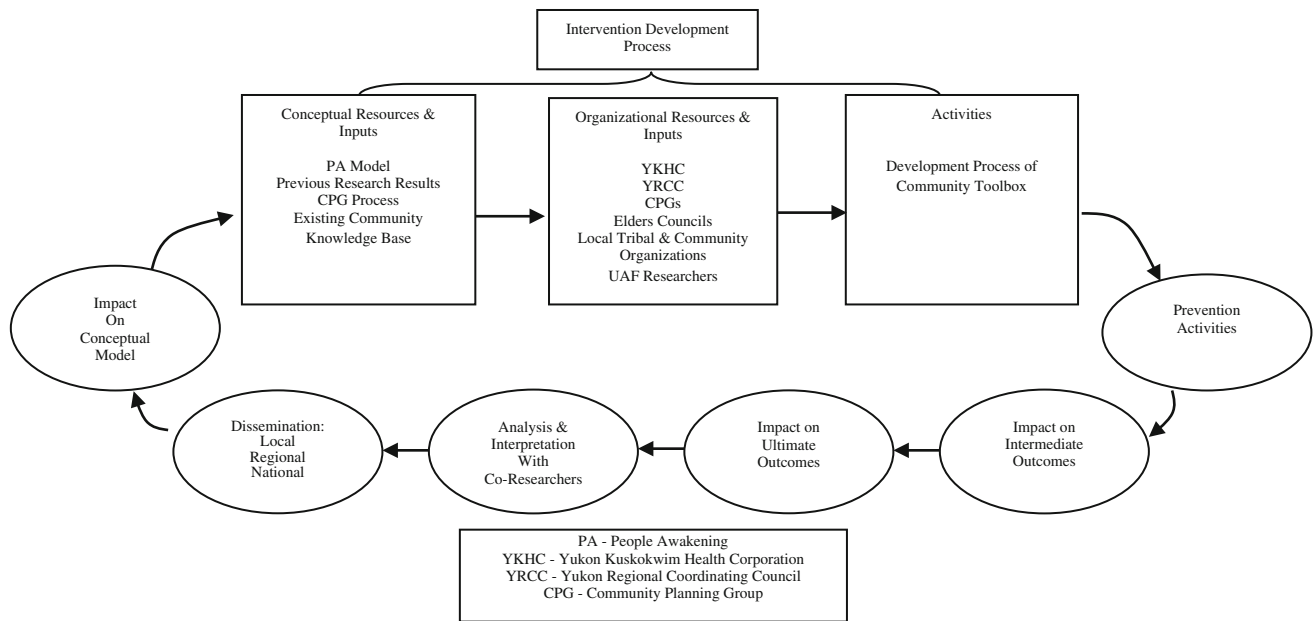 Intervention Development
Process
Conceptual Resources &
Inputs
PA Model
Previous Research Results
CPG Process
Existing Community
Knowledge Base
Organizational Resources &
Inputs
YKHC
YRCC
CPGs
Elders Councils
Local Tribal & Community
Organizations
UAF Researchers
Activities
Development Process of
Community Toolbox
Prevention
Activities
Impact on
Intermediate
Outcomes
Impact on
Ultimate
Outcomes
Analysis &
Interpretation
With
Co-Researchers
Dissemination:
Local
Regional
National
Impact
On
Conceptual
Model
PA - People Awakening
YKHC - Yukon Kuskokwim Health Corporation
YRCC - Yukon Regional Coordinating Council
CPG - Community Planning Group